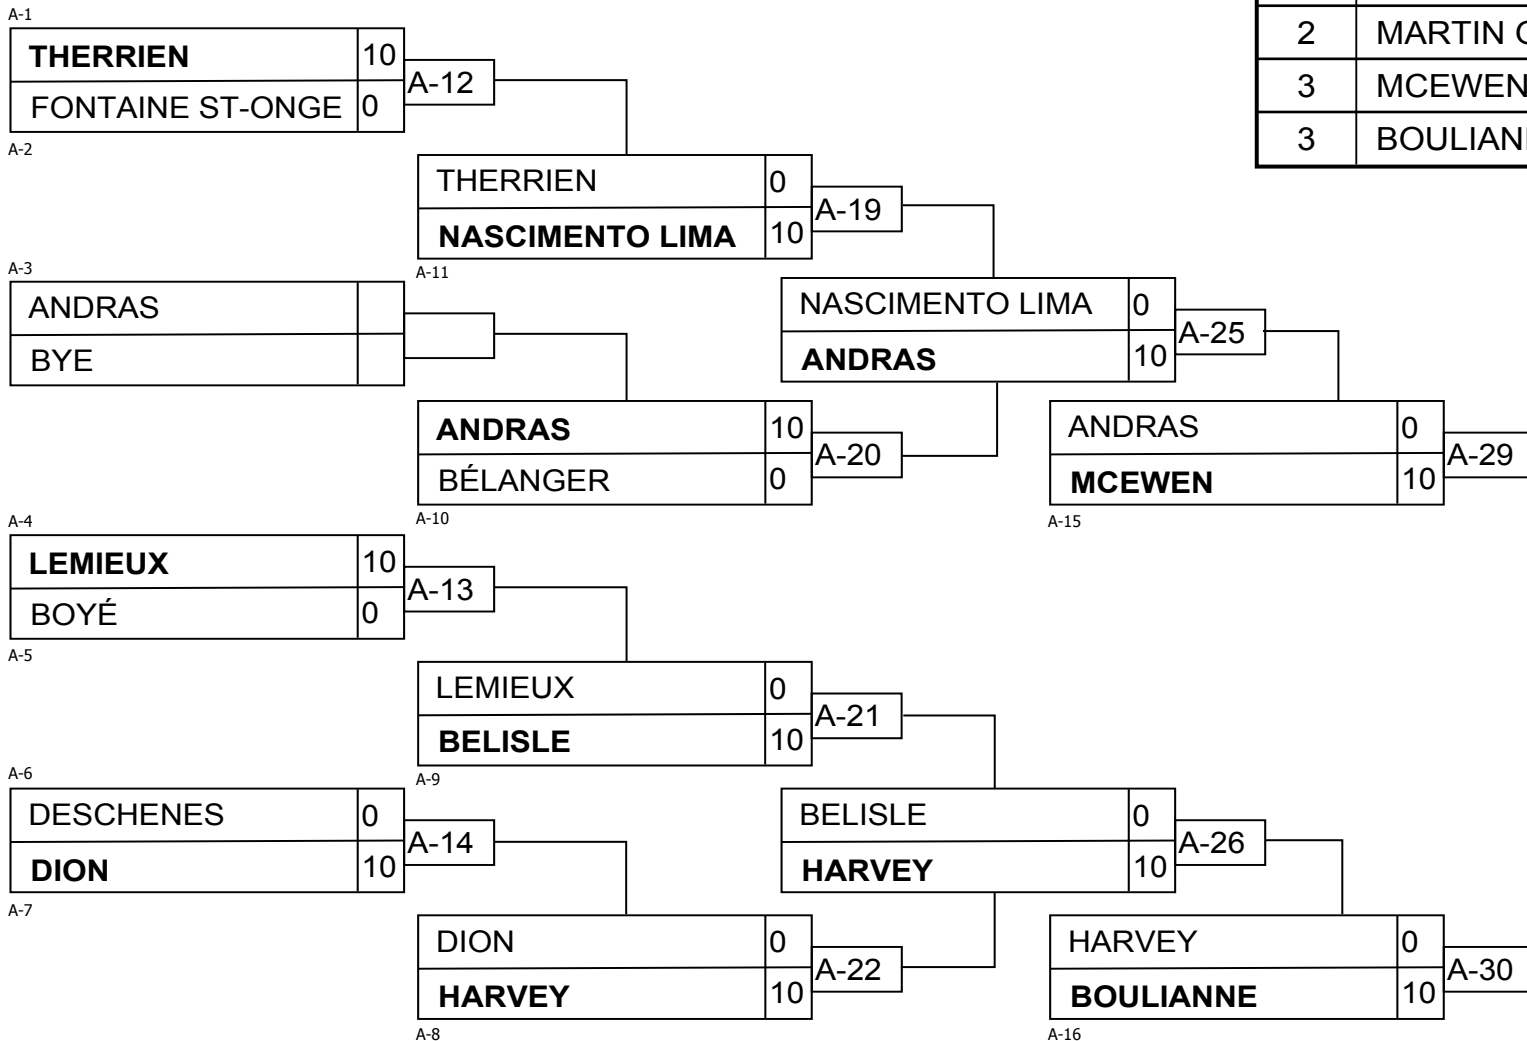 A-1
THERRIEN 10
FONTAINE ST-ONGE 0
A-12
A-2
2 MARTIN
3 MCEWEN
3
THERRIEN 0
NASCIMENTO LIMA 10
A-19
A-11
A-3
ANDRAS
BYE
NASCIMENTO LIMA 0
ANDRAS 10
A-25
ANDRAS 10
BÉLANGER 0
A-20
A-10
ANDRAS 0
MCEWEN 10
A-29
A-15
A-4
LEMIEUX 10
BOYÉ 0
A-13
A-5
LEMIEUX 0
BELISLE 10
A-21
A-9
A-6
DESCHENES 0
DION 10
A-14
A-7
BELISLE 0
HARVEY 10
A-26
DION 0
HARVEY 10
A-22
A-8
HARVEY 0
BOULIANNE 10
A-30
A-16